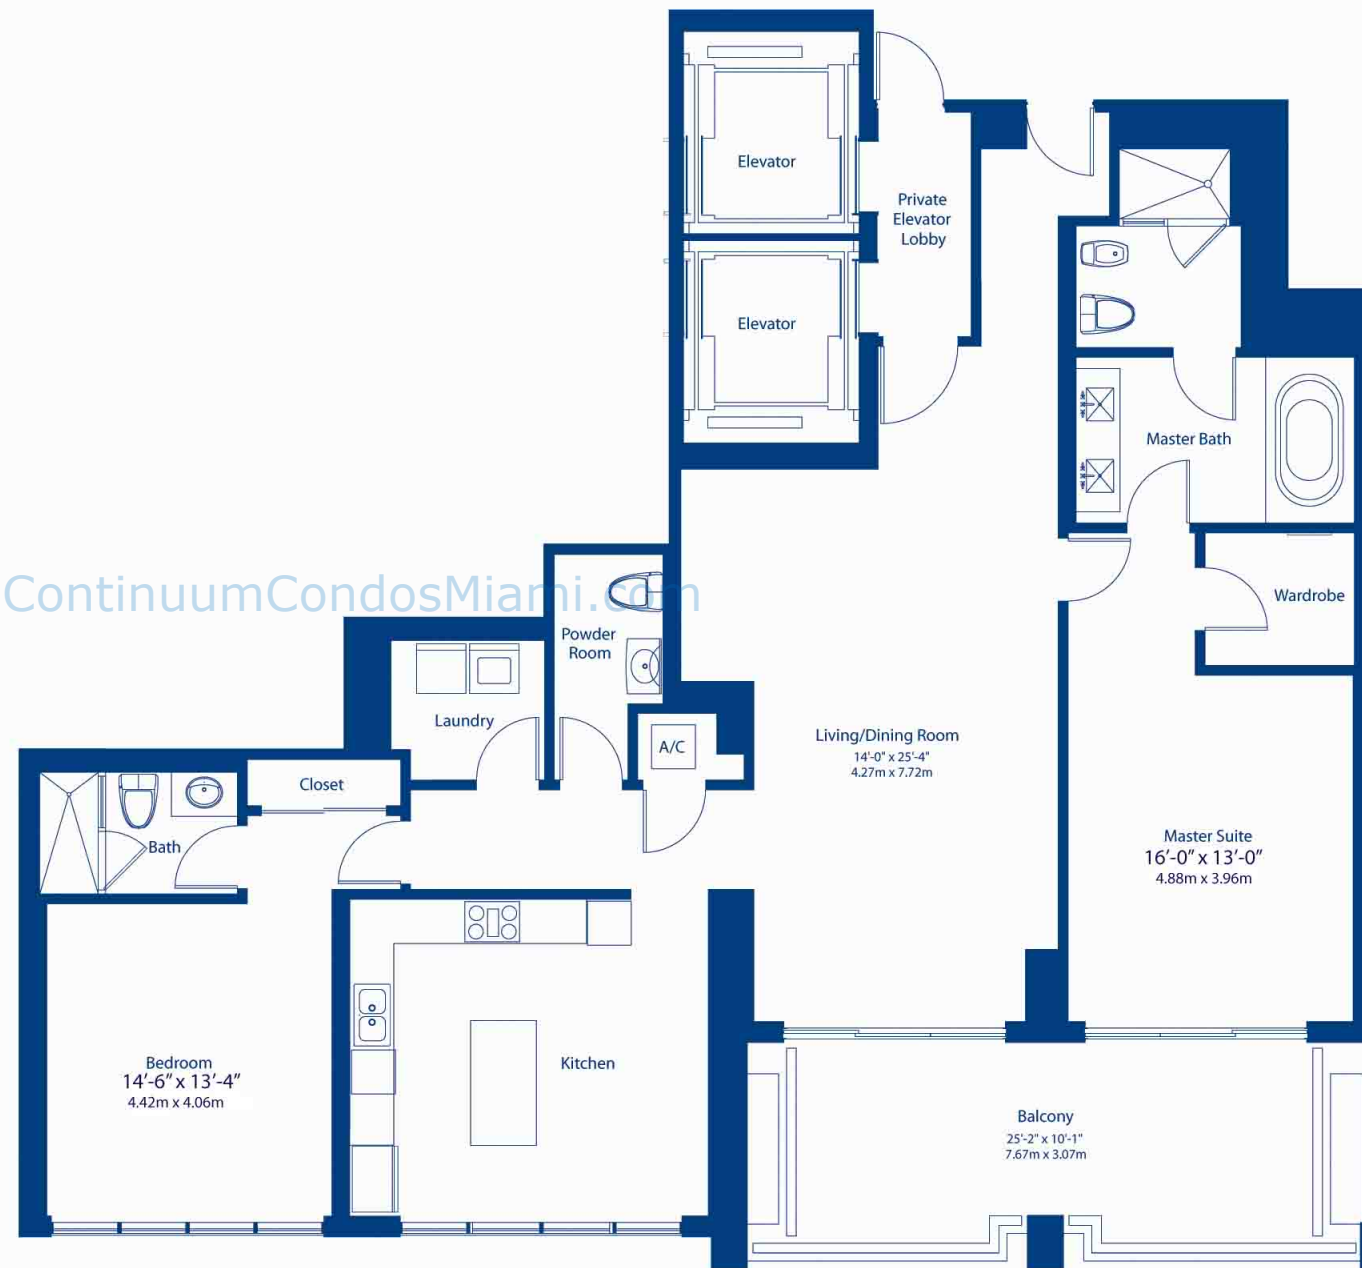 Elevator
Private
Elevator
Lobby
Elevator
Master Bath
ContinuumCondosMiami.com
Wardrobe
Powder
Room
Laundry
A/C
Living/Dining Room
14'-0" x 25'-4"
4.27m x 7.72m
Closet
Bath
Master Suite
16'-0" x 13'-0"
4.88m x 3.96m
Bedroom
14'-6" x 13'-4"
4.42m x 4.06m
Kitchen
Balcony
25'-2" x 10'-1"
7.67m x 3.07m